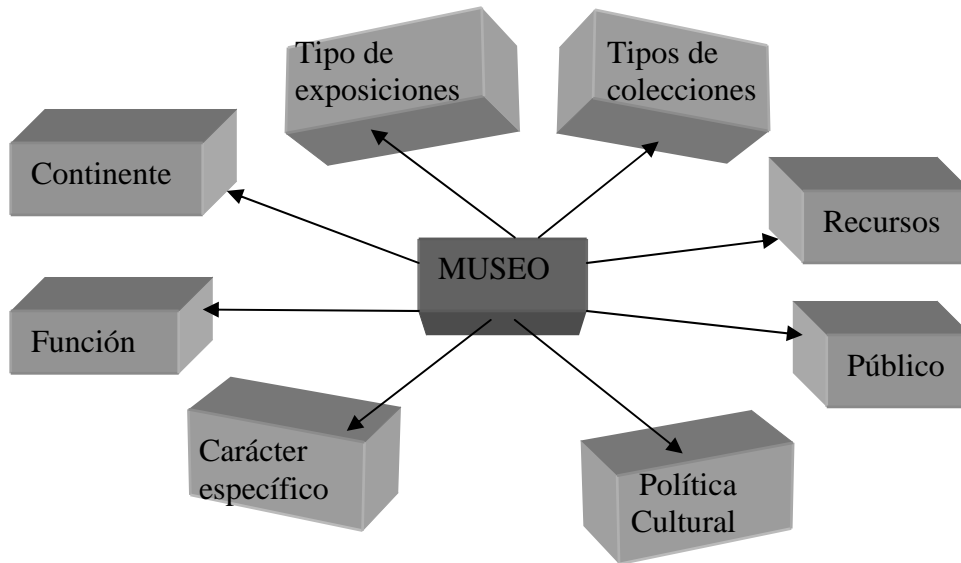 Tipo de
exposiciones
Tipos de
colecciones
Continente
Recursos
MUSEO
Función
Público
Carácter
específico
Política
Cultural